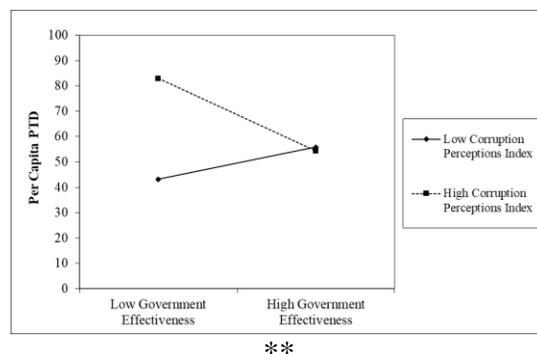 100
90
80
70
60
50
40
30
20
10
0
Per Capita PTD
Low Government
Effectiveness
High Government
Effectiveness
Low Corruption
Perceptions Index
High Corruption
Perceptions Index
**